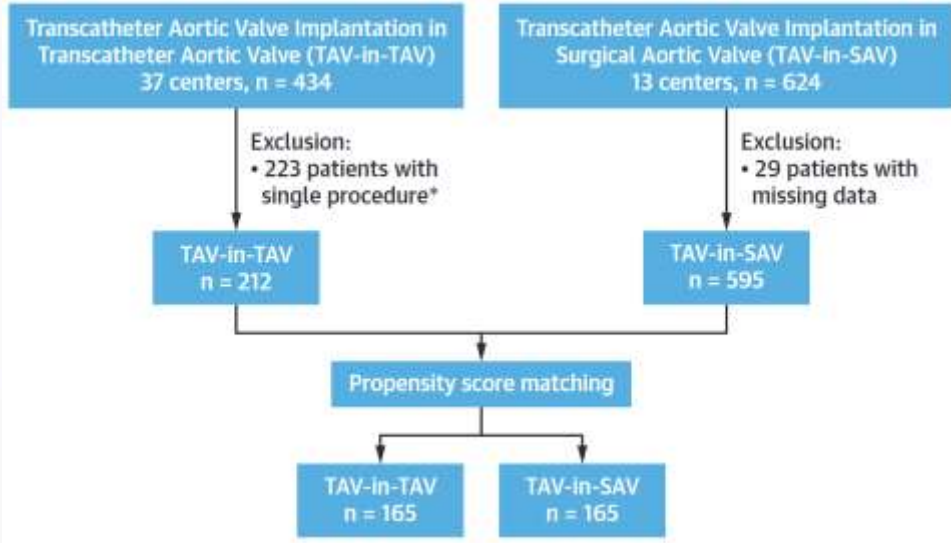 Transcatheter Aortic Valve Implantation in
Transcatheter Aortic Valve (TAV-in-TAV)
37 centers, n = 434
Transcatheter Aortic Valve Implantation in
Surgical Aortic Valve (TAV-in-SAV)
13 centers, n = 624
Exclusion:
• 223 patients with
single procedure*
Exclusion:
• 29 patients with
missing data
TAV-in-TAV
n = 212
TAV-in-SAV
n = 595
Propensity score matching
TAV-in-TAV
n = 165
TAV-in-SAV
n = 165